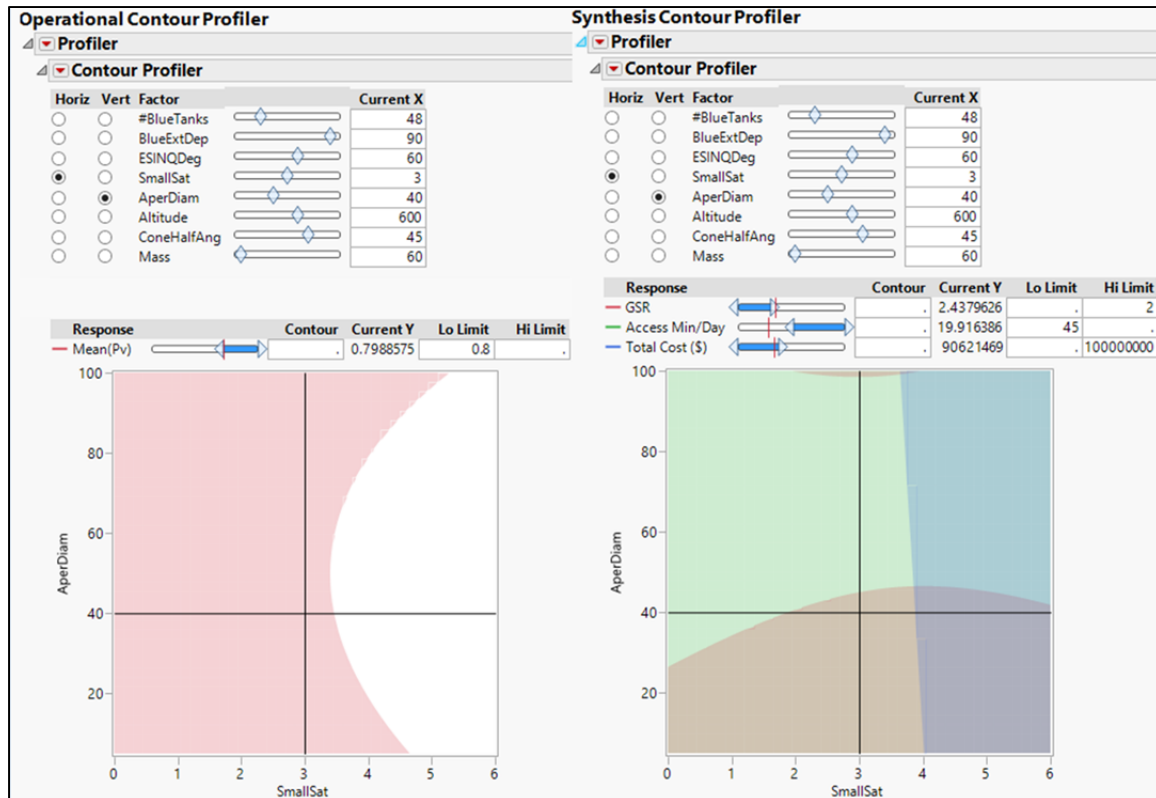 Operational Contour Profiler
Profiler
Contour Profiler
Horiz Vert Factor Current X
#BlueTanks 48
BlueExtDep 90
ESINQDeg 60
SmallSat 3
AperDiam 40
Altitude 600
ConeHalfAng 45
Mass 60
Response Contour Current Y Lo Limit Hi Limit
Mean(Pv) . 0.7988575 0.8 .
100
80
60
40
20
AperDiam
0 1 2 3 4 5 6
SmallSat
Synthesis Contour Profiler
Profiler
Contour Profiler
Horiz Vert Factor Current X
#BlueTanks 48
BlueExtDep 90
ESINQDeg 60
SmallSat 3
AperDiam 40
Altitude 600
ConeHalfAng 45
Mass 60
Response Contour Current Y Lo Limit Hi Limit
GSR . 2.4379626 . 2
Access Min/Day . 19.916386 45 .
Total Cost ($) . 90621469 . 100000000
100
80
60
40
20
AperDiam
0 1 2 3 4 5 6
SmallSat